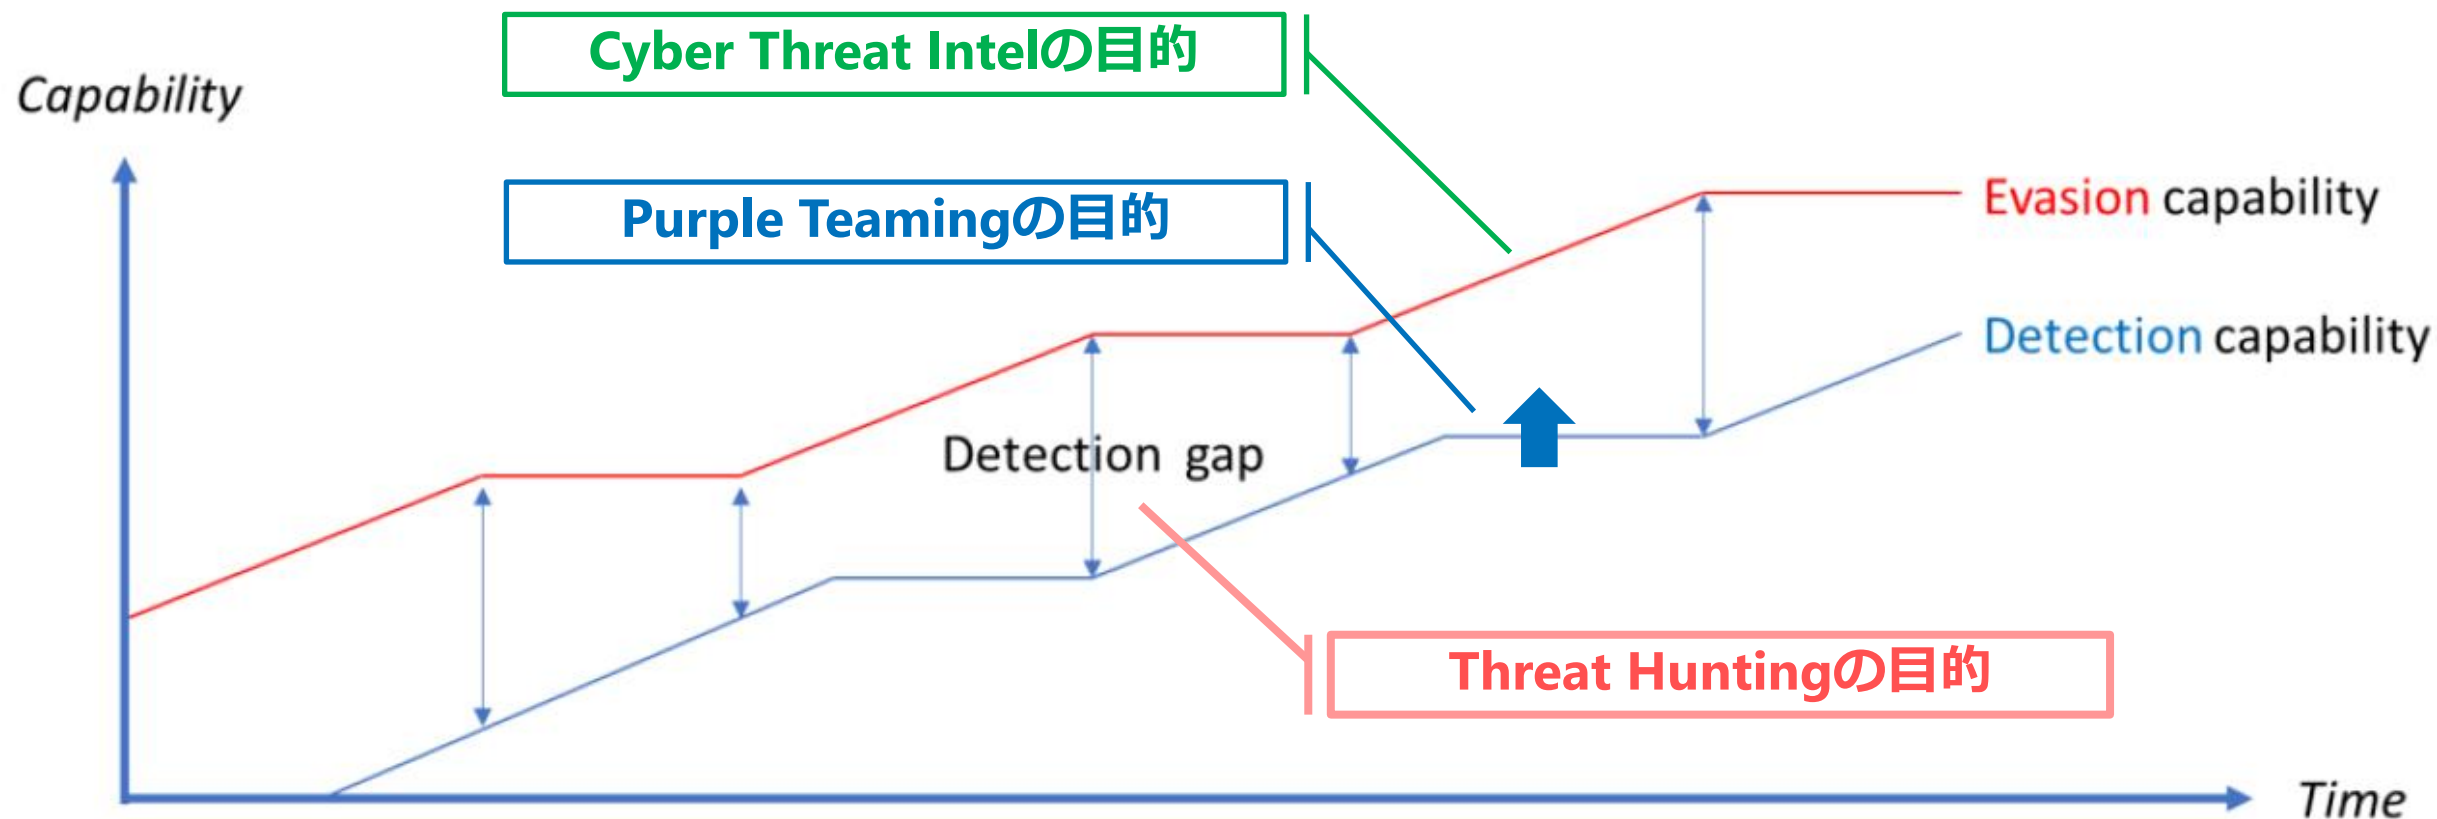 Cyber Threat Intelの目的
Capability
Purple Teamingの目的
Evasion capability
Detection capability
Detection gap
Threat Huntingの目的
Time